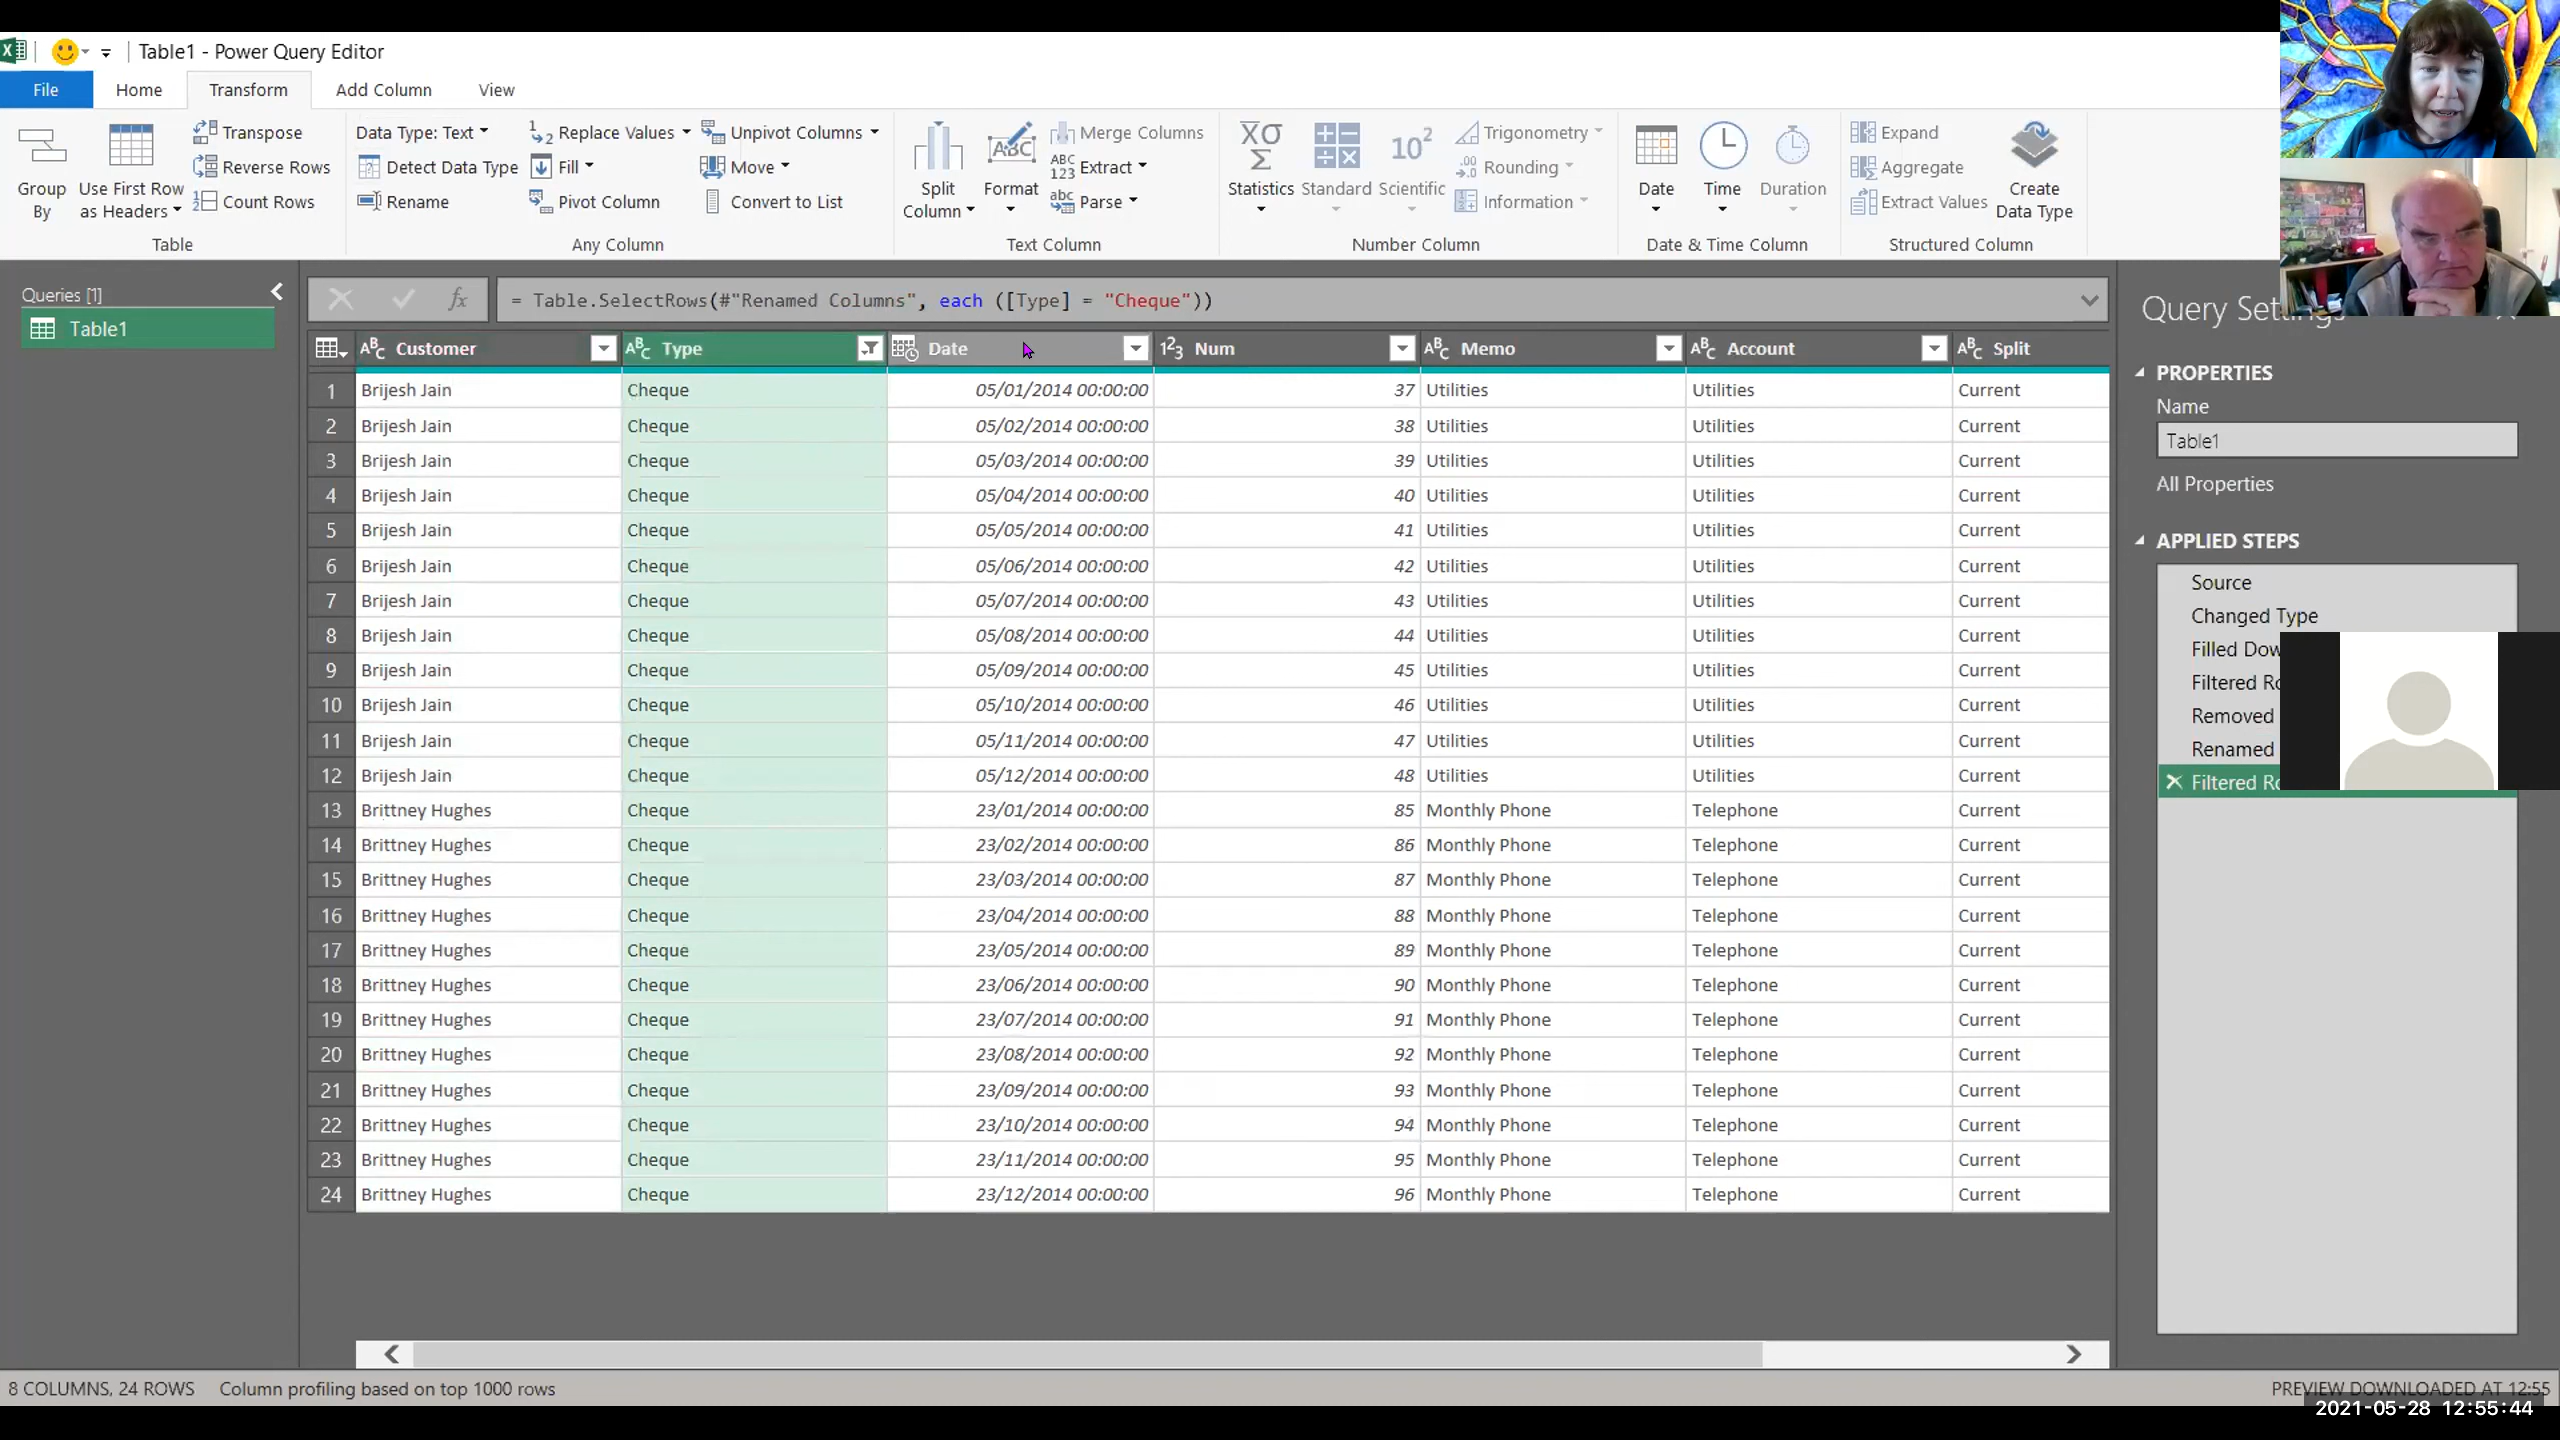 Table1 - Power Query Editor
File Home Transform Add Column View
Group By
Use First Row as Headers
Transpose
Reverse Rows
Count Rows
Table
Data Type: Text
Detect Data Type
Rename
Replace Values
Fill
Pivot Column
Unpivot Columns
Move
Convert to List
Any Column
Split Column
Format
Merge Columns
Extract
Parse
Text Column
Statistics
Standard
Scientific
Trigonometry
Rounding
Information
Number Column
Date
Time
Duration
Date & Time Column
Expand
Aggregate
Extract Values
Create Data Type
Structured Column
Queries [1]
Table1
= Table.SelectRows(#"Renamed Columns", each ([Type] = "Cheque"))
Customer Type Date Num Memo Account Split
1 Brijesh Jain Cheque 05/01/2014 00:00:00 37 Utilities Utilities Current
2 Brijesh Jain Cheque 05/02/2014 00:00:00 38 Utilities Utilities Current
3 Brijesh Jain Cheque 05/03/2014 00:00:00 39 Utilities Utilities Current
4 Brijesh Jain Cheque 05/04/2014 00:00:00 40 Utilities Utilities Current
5 Brijesh Jain Cheque 05/05/2014 00:00:00 41 Utilities Utilities Current
6 Brijesh Jain Cheque 05/06/2014 00:00:00 42 Utilities Utilities Current
7 Brijesh Jain Cheque 05/07/2014 00:00:00 43 Utilities Utilities Current
8 Brijesh Jain Cheque 05/08/2014 00:00:00 44 Utilities Utilities Current
9 Brijesh Jain Cheque 05/09/2014 00:00:00 45 Utilities Utilities Current
10 Brijesh Jain Cheque 05/10/2014 00:00:00 46 Utilities Utilities Current
11 Brijesh Jain Cheque 05/11/2014 00:00:00 47 Utilities Utilities Current
12 Brijesh Jain Cheque 05/12/2014 00:00:00 48 Utilities Utilities Current
13 Brittney Hughes Cheque 23/01/2014 00:00:00 85 Monthly Phone Telephone Current
14 Brittney Hughes Cheque 23/02/2014 00:00:00 86 Monthly Phone Telephone Current
15 Brittney Hughes Cheque 23/03/2014 00:00:00 87 Monthly Phone Telephone Current
16 Brittney Hughes Cheque 23/04/2014 00:00:00 88 Monthly Phone Telephone Current
17 Brittney Hughes Cheque 23/05/2014 00:00:00 89 Monthly Phone Telephone Current
18 Brittney Hughes Cheque 23/06/2014 00:00:00 90 Monthly Phone Telephone Current
19 Brittney Hughes Cheque 23/07/2014 00:00:00 91 Monthly Phone Telephone Current
20 Brittney Hughes Cheque 23/08/2014 00:00:00 92 Monthly Phone Telephone Current
21 Brittney Hughes Cheque 23/09/2014 00:00:00 93 Monthly Phone Telephone Current
22 Brittney Hughes Cheque 23/10/2014 00:00:00 94 Monthly Phone Telephone Current
23 Brittney Hughes Cheque 23/11/2014 00:00:00 95 Monthly Phone Telephone Current
24 Brittney Hughes Cheque 23/12/2014 00:00:00 96 Monthly Phone Telephone Current
Query
PROPERTIES
Name
Table1
All Properties
APPLIED STEPS
Source
Changed Type
Filled
Filtered
Removed
Renamed
Filtered
8 COLUMNS, 24 ROWS Column profiling based on top 1000 rows
PREVIEW DOWNLOADED AT 12:55
2021-05-28 12:55:44